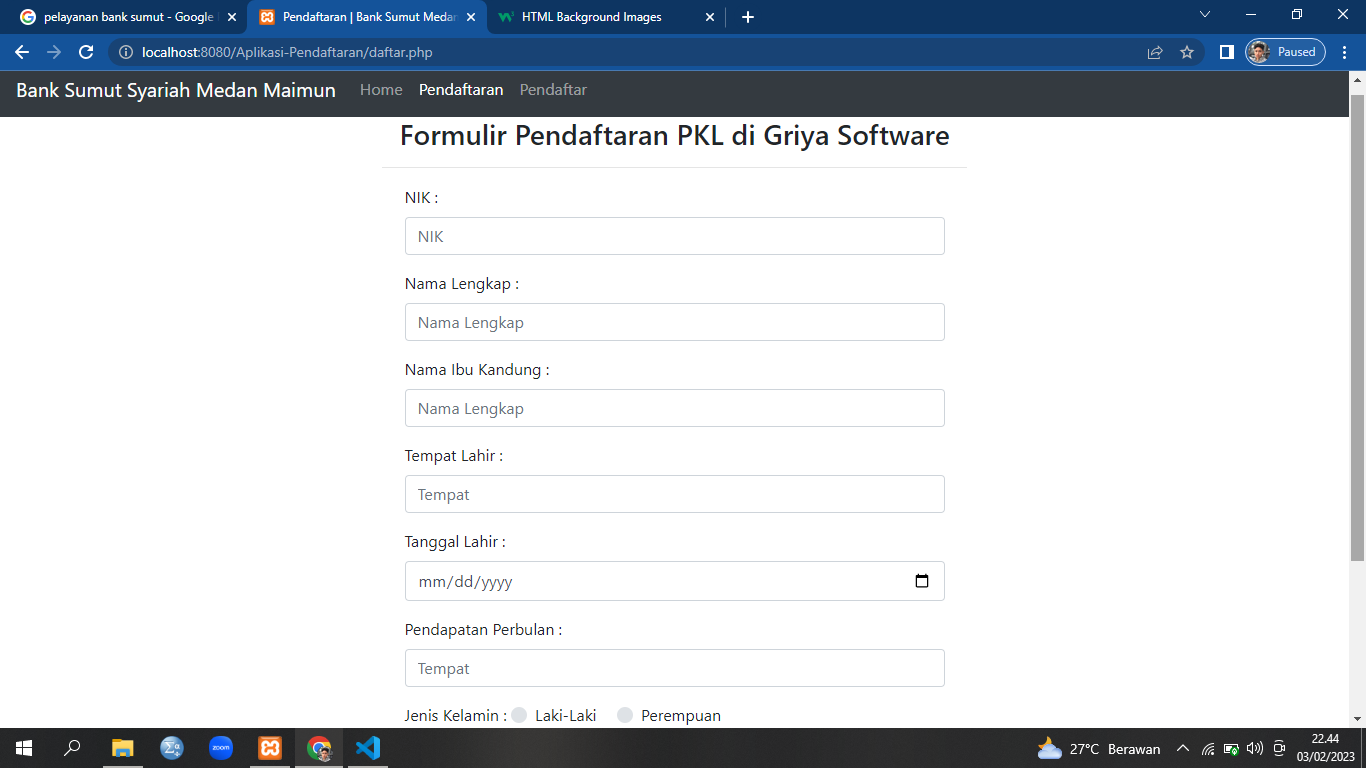 pelayanan bank sumut - Google
Pendaftaran | Bank Sumut Medan
HTML Background Images
localhost:8080/Aplikasi-Pendaftaran/daftar.php
Paused
Bank Sumut Syariah Medan Maimun Home Pendaftaran Pendaftar
Formulir Pendaftaran PKL di Griya Software
NIK :
NIK
Nama Lengkap :
Nama Lengkap
Nama Ibu Kandung :
Nama Lengkap
Tempat Lahir :
Tempat
Tanggal Lahir :
mm/dd/yyyy
Pendapatan Perbulan :
Tempat
Jenis Kelamin : Laki-Laki Perempuan
zoom
27°C Berawan
22.44
03/02/2023